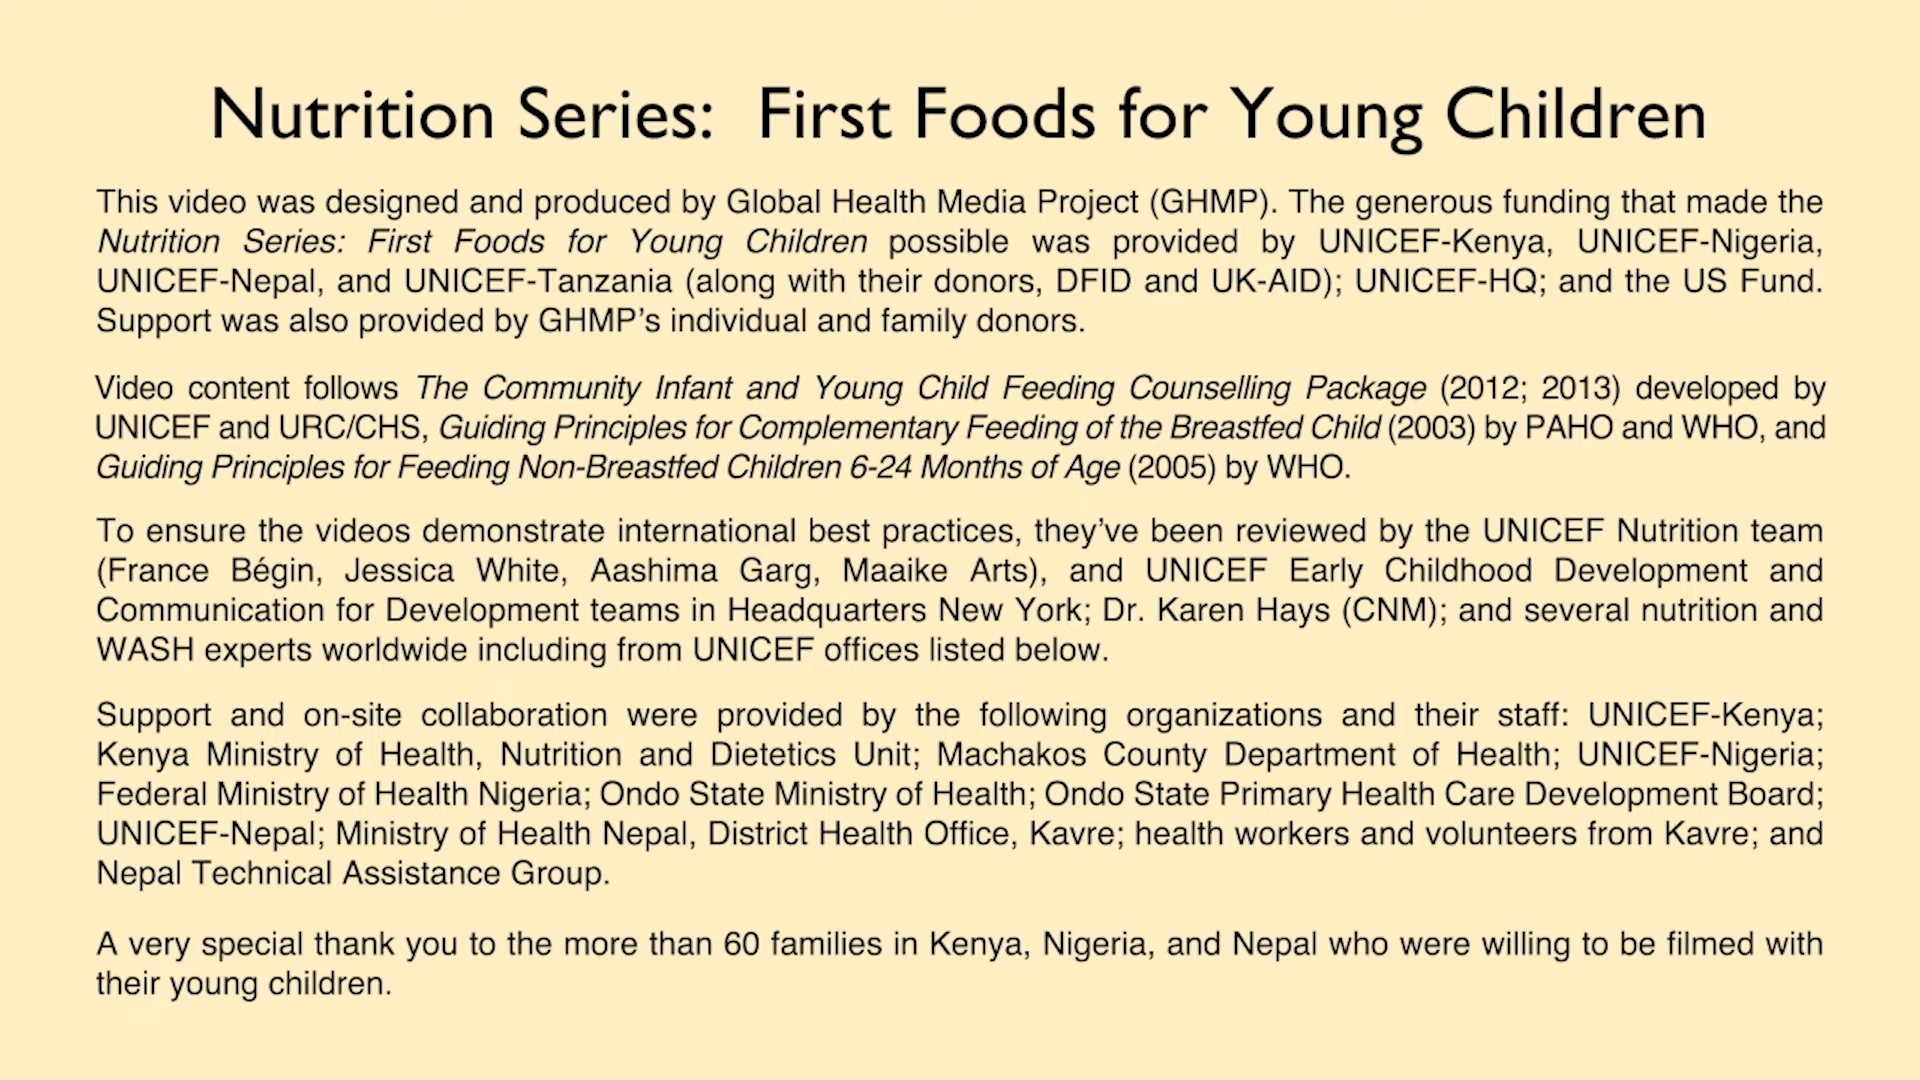 Nutrition Series:  First Foods for Young Children
This video was designed and produced by Global Health Media Project (GHMP). The generous funding that made the
Nutrition Series: First Foods for Young Children possible was provided by UNICEF-Kenya, UNICEF-Nigeria,
UNICEF-Nepal, and UNICEF-Tanzania (along with their donors, DFID and UK-AID); UNICEF-HQ; and the US Fund.
Support was also provided by GHMP’s individual and family donors.
Video content follows The Community Infant and Young Child Feeding Counselling Package (2012; 2013) developed by
UNICEF and URC/CHS, Guiding Principles for Complementary Feeding of the Breastfed Child (2003) by PAHO and WHO, and
Guiding Principles for Feeding Non-Breastfed Children 6-24 Months of Age (2005) by WHO.
To ensure the videos demonstrate international best practices, they’ve been reviewed by the UNICEF Nutrition team
(France Bégin, Jessica White, Aashima Garg, Maaike Arts), and UNICEF Early Childhood Development and
Communication for Development teams in Headquarters New York; Dr. Karen Hays (CNM); and several nutrition and
WASH experts worldwide including from UNICEF offices listed below.
Support and on-site collaboration were provided by the following organizations and their staff: UNICEF-Kenya;
Kenya Ministry of Health, Nutrition and Dietetics Unit; Machakos County Department of Health; UNICEF-Nigeria;
Federal Ministry of Health Nigeria; Ondo State Ministry of Health; Ondo State Primary Health Care Development Board;
UNICEF-Nepal; Ministry of Health Nepal, District Health Office, Kavre; health workers and volunteers from Kavre; and
Nepal Technical Assistance Group.
A very special thank you to the more than 60 families in Kenya, Nigeria, and Nepal who were willing to be filmed with
their young children.